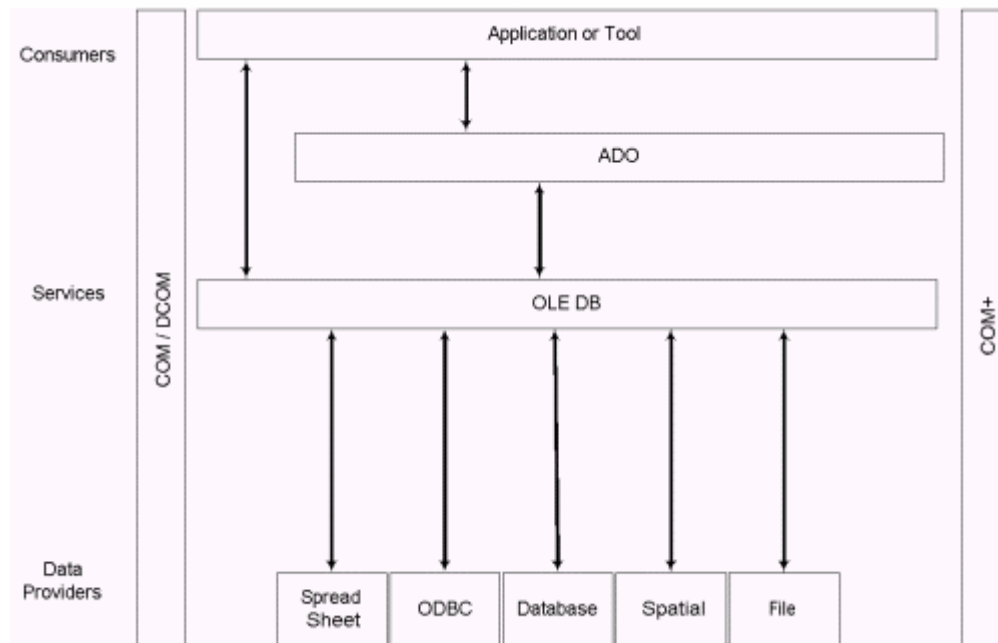 Consumers
Application or Tool
ADO
Services
COM / DCOM
OLE DB
COM+
Data
Providers
Spread
Sheet
ODBC
Database
Spatial
File